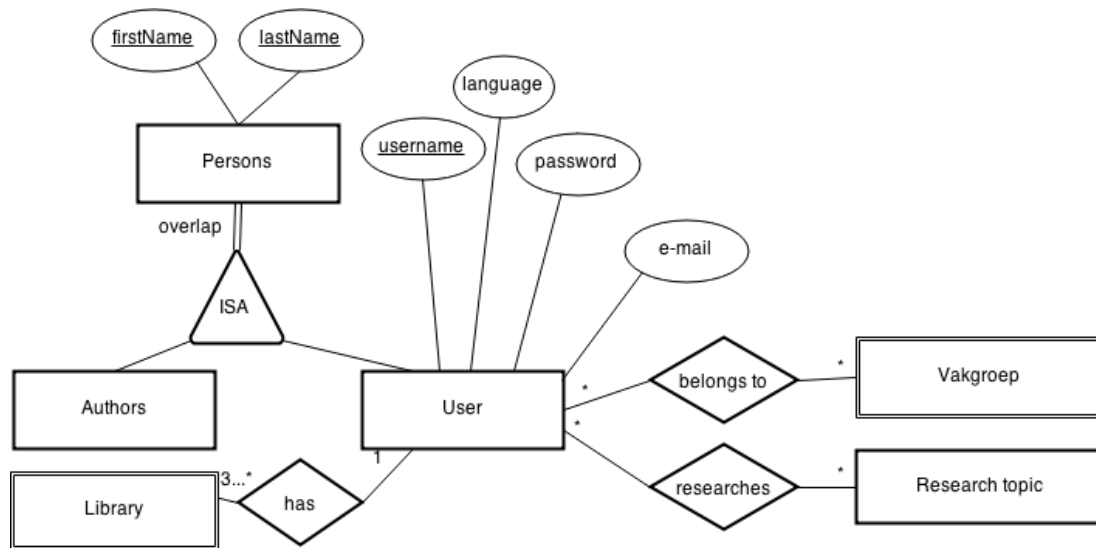 firstName
lastName
language
Persons
username
password
overlap
e-mail
ISA
belongs to
*
*
Vakgroep
Authors
User
*
1
3...*
Library
has
researches
*
Research topic